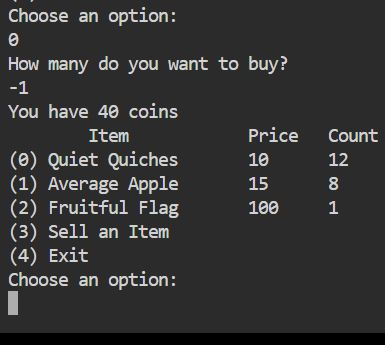 Choose an option:
0
How many do you want to buy?
-1
You have 40 coins
Item Price Count
(0) Quiet Quiches 10 12
(1) Average Apple 15 8
(2) Fruitful Flag 100 1
(3) Sell an Item
(4) Exit
Choose an option: